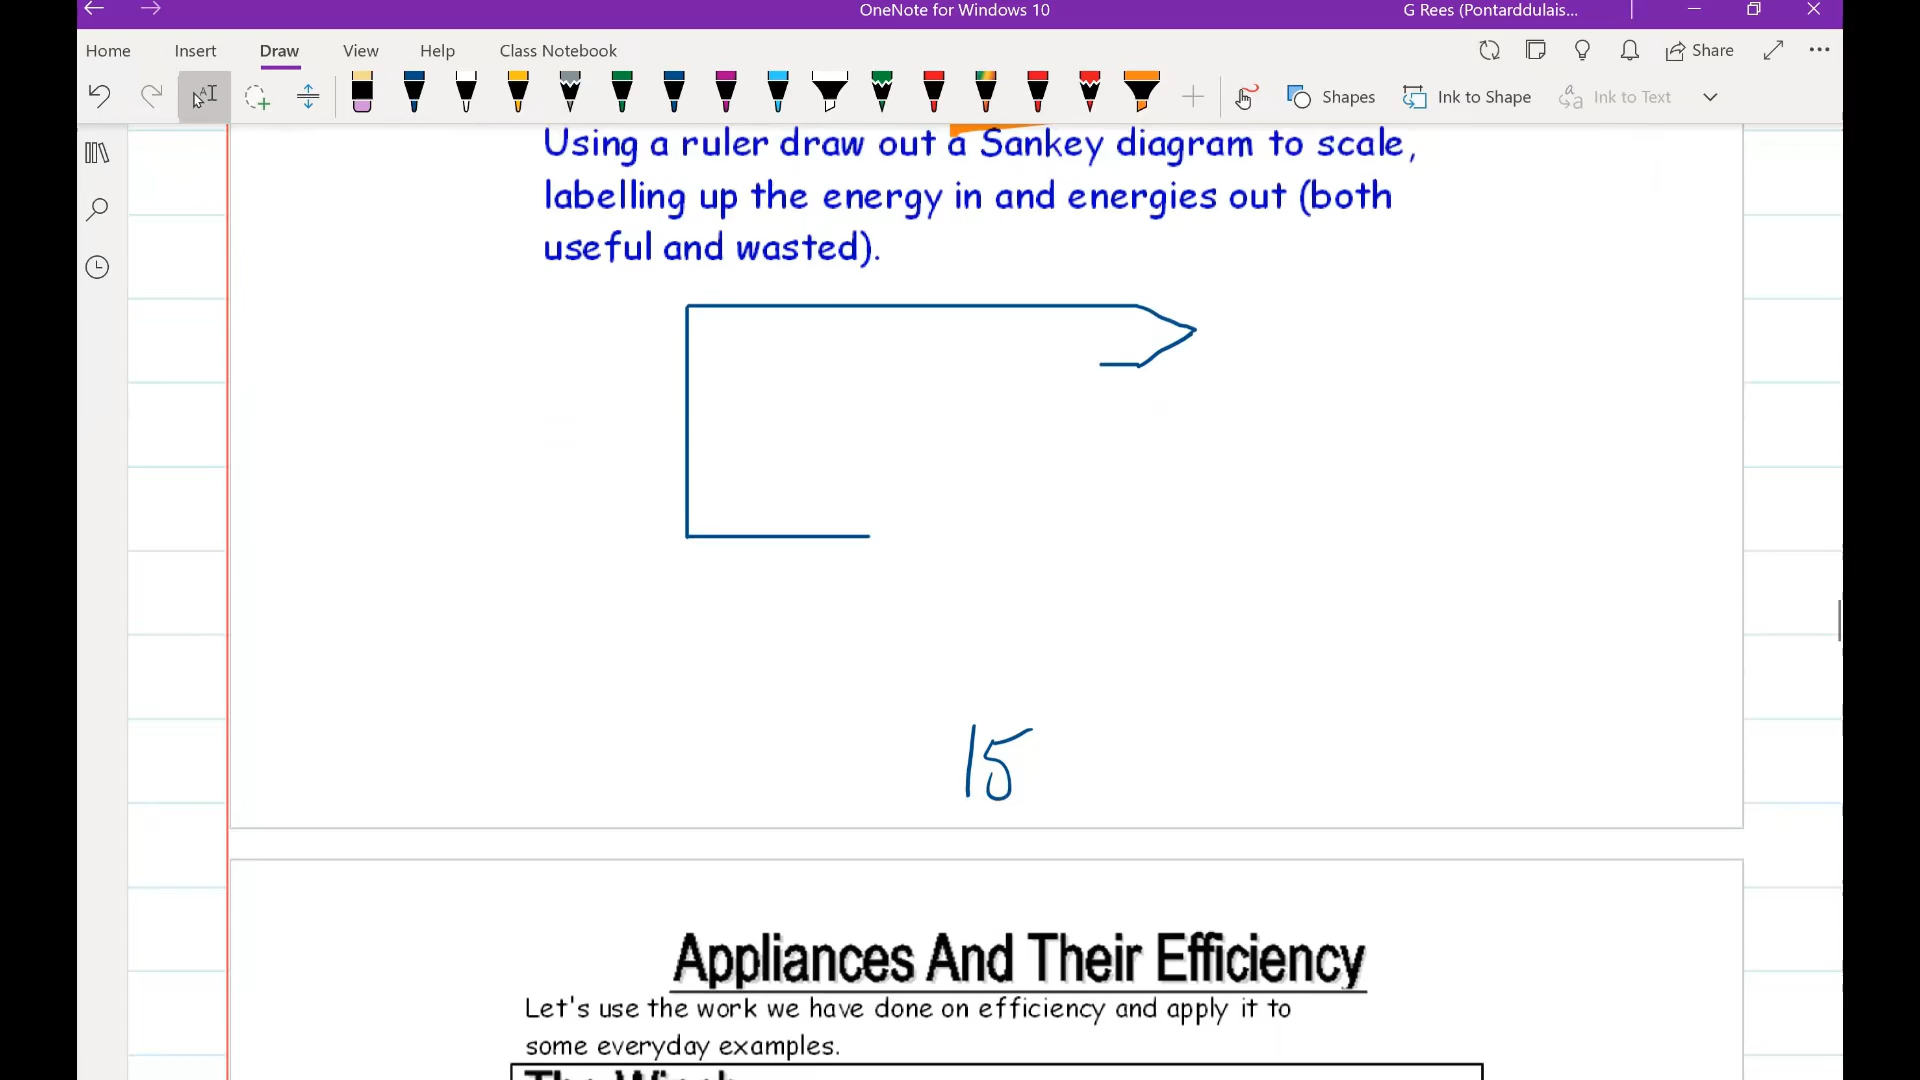 OneNote for Windows 10
G Rees (Pontarddulais...
Home Insert Draw View Help Class Notebook
Share
Shapes Ink to Shape Ink to Text
Using a ruler draw out a Sankey diagram to scale,
labelling up the energy in and energies out (both
useful and wasted).
15
Appliances And Their Efficiency
Let's use the work we have done on efficiency and apply it to
some everyday examples.